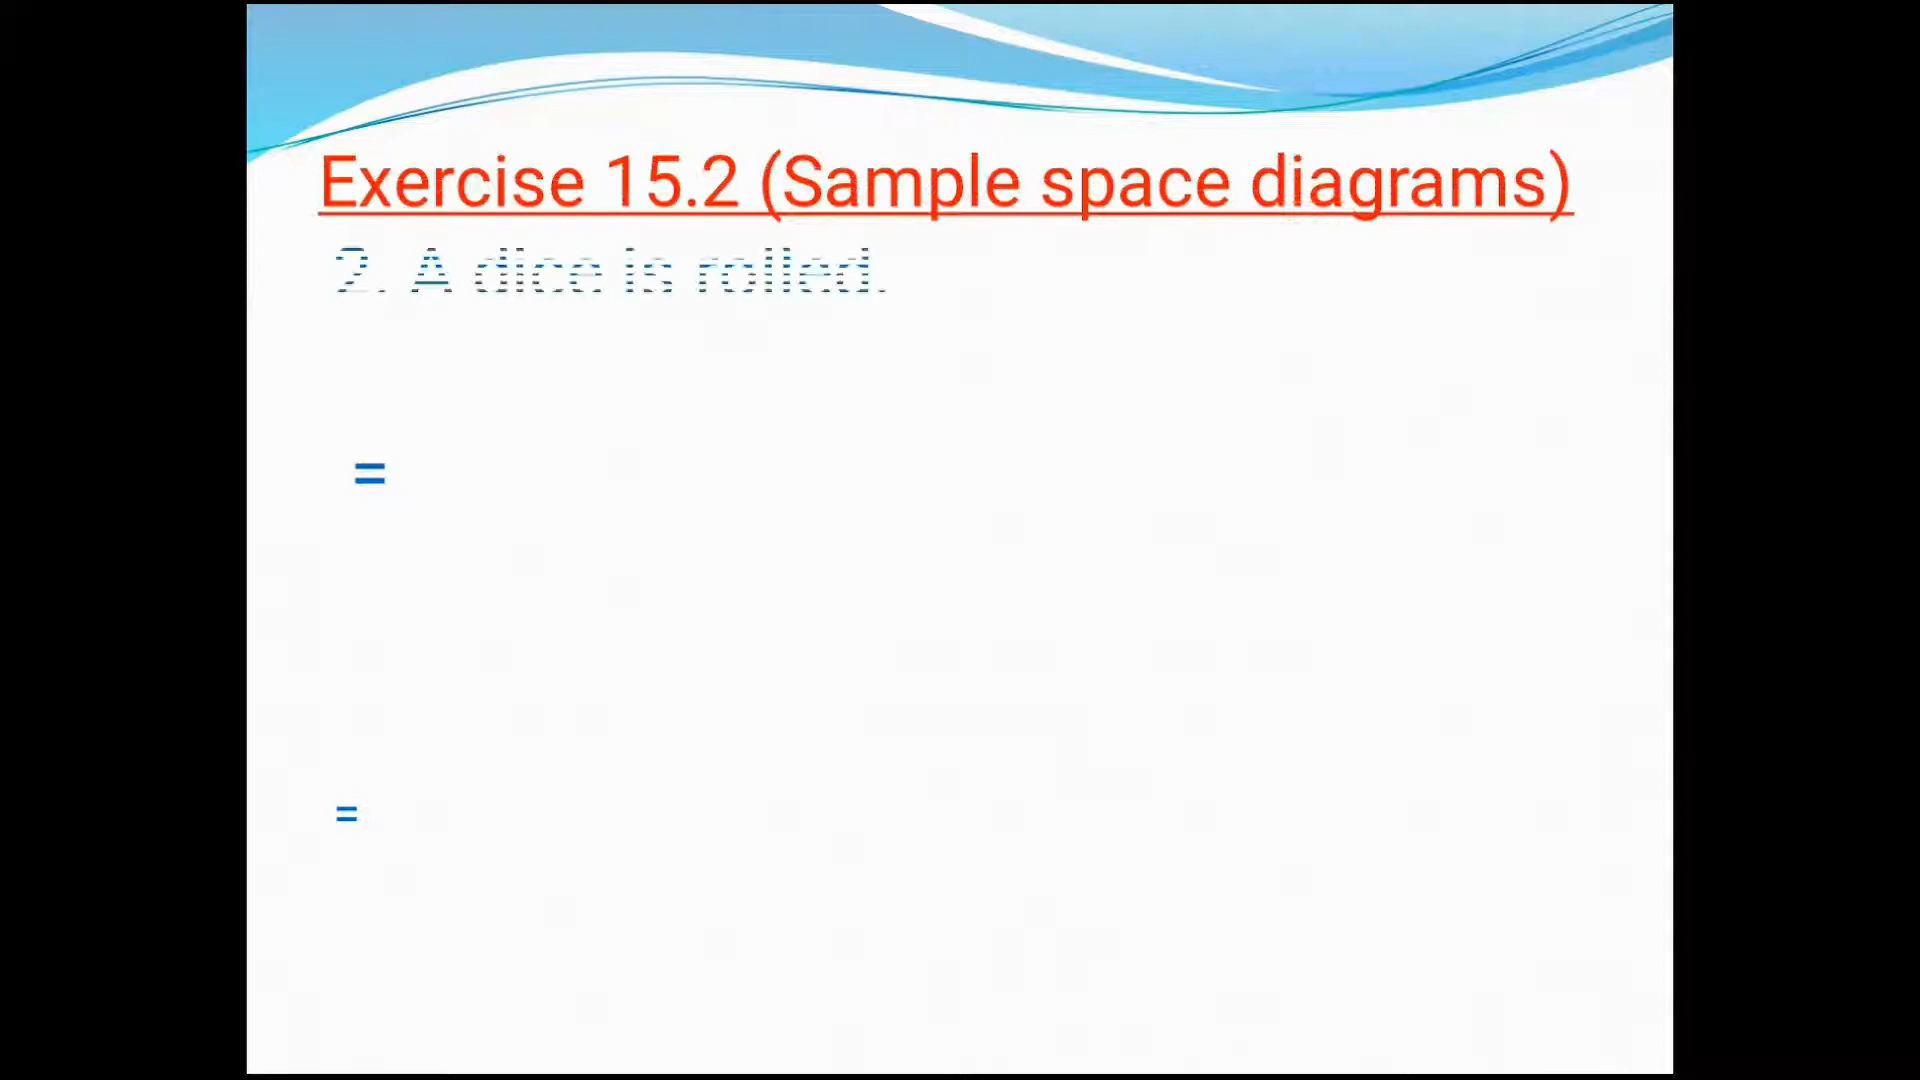 Exercise 15.2 (Sample space diagrams)
2. A dice is rolled.
=
=